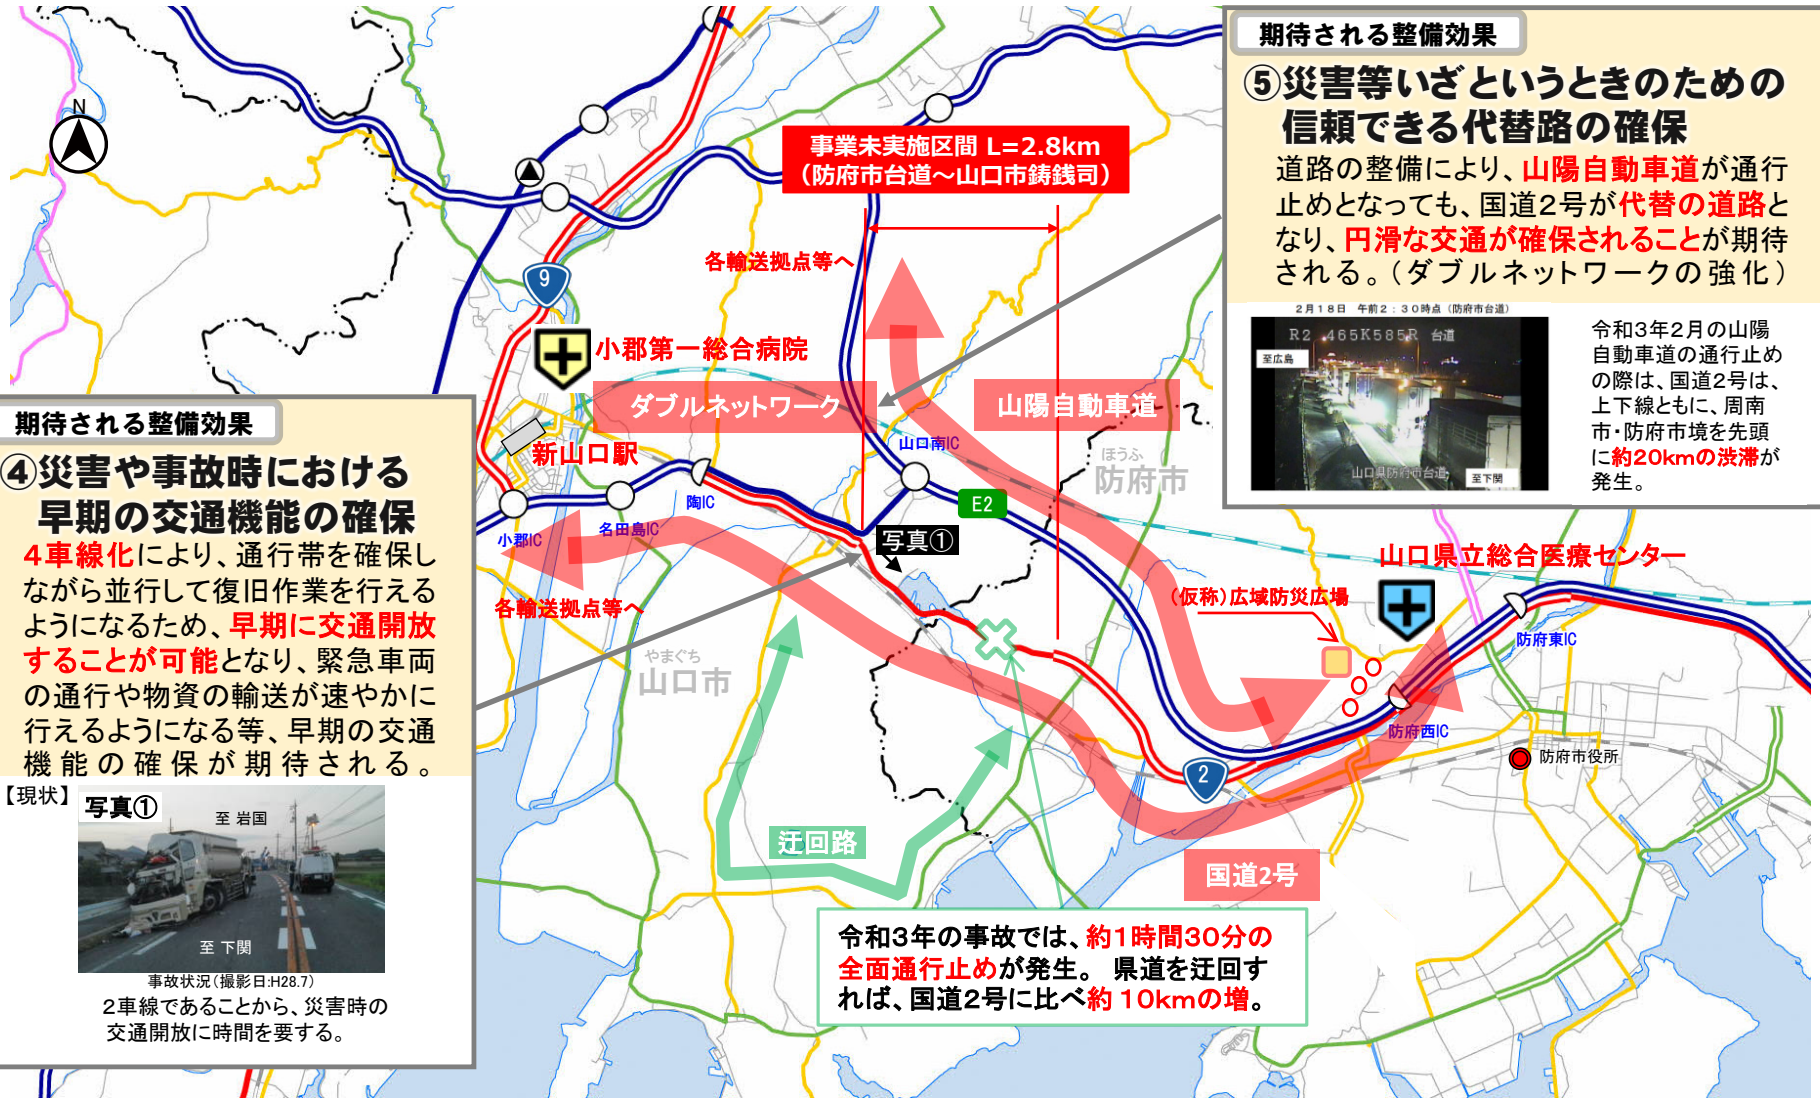 期待される整備効果
⑤災害等いざというときのための
信頼できる代替路の確保
道路の整備により、山陽自動車道が通行
止めとなっても、国道2号が代替の道路と
なり、円滑な交通が確保されることが期待
される。（ダブルネットワークの強化）
2月18日 午前2：30時点（防府市台道）
R2 465K585R 台道
至広島
山口県防府市台道
至下関
令和3年2月の山陽
自動車道の通行止め
の際は、国道2号は、
上下線ともに、周南
市・防府市境を先頭
に約20kmの渋滞が
発生。
N
事業未実施区間 L=2.8km
（防府市台道～山口市鋳銭司）
各輸送拠点等へ
9
小郡第一総合病院
ダブルネットワーク
山陽自動車道
新山口駅
山口南IC
ほうふ
防府市
E2
陶IC
名田島IC
小郡IC
写真①
各輸送拠点等へ
やまぐち
山口市
山口県立総合医療センター
（仮称）広域防災広場
防府東IC
防府西IC
防府市役所
2
迂回路
国道2号
令和3年の事故では、約1時間30分の
全面通行止めが発生。 県道を迂回す
れば、国道2号に比べ約10kmの増。
期待される整備効果
④災害や事故時における
早期の交通機能の確保
4車線化により、通行帯を確保し
ながら並行して復旧作業を行える
ようになるため、早期に交通開放
することが可能となり、緊急車両
の通行や物資の輸送が速やかに
行えるようになる等、早期の交通
機能の確保が期待される。
【現状】
写真①
至 岩国
至 下関
事故状況（撮影日:H28.7）
2車線であることから、災害時の
交通開放に時間を要する。